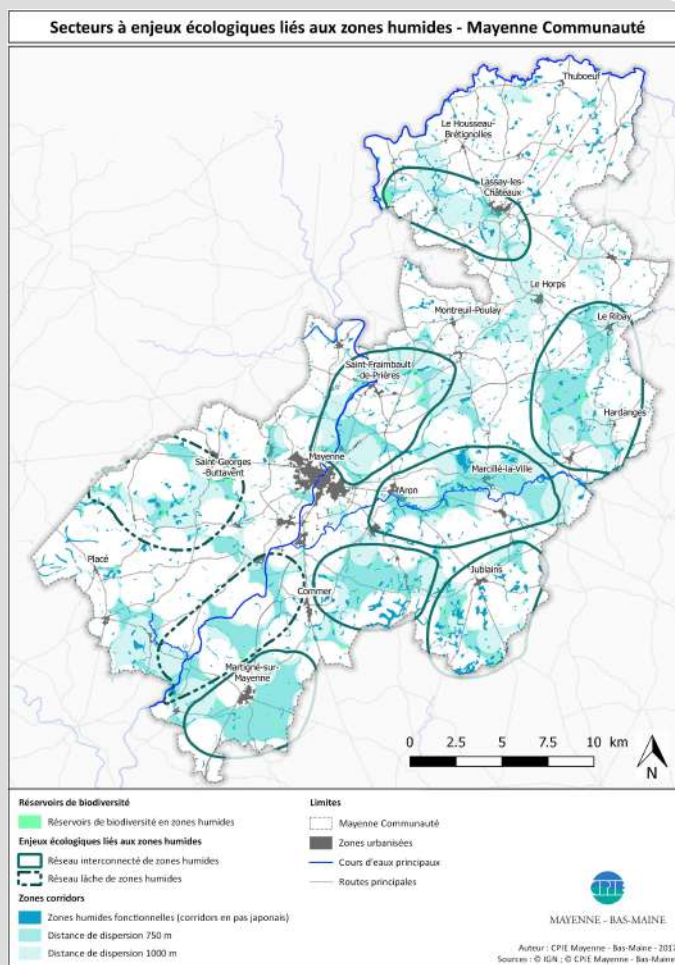 Secteurs à enjeux écologiques liés aux zones humides - Mayenne Communauté
Thuboeuf
Le Housseau-
Brétignolles
Lassay-les-
Châteaux
Le Horps
Montreuil-Poulay
Le Ribay
Saint-Fraimbault
de-Prières
Hardanges
Mayenne
Saint-Georges
-Buttavent
Marcillé-la-Ville
Aron
Placé
Jublains
Commer
Martigné-sur-
Mayenne
0 2.5 5 7.5 10 km
N
Réservoirs de biodiversité
Réservoirs de biodiversité en zones humides
Enjeux écologiques liés aux zones humides
Réseau interconnecté de zones humides
Réseau lâche de zones humides
Zones corridors
Zones humides fonctionnelles (corridors en pas japonais)
Distance de dispersion 750 m
Distance de dispersion 1000 m
Limites
Mayenne Communauté
Zones urbanisées
Cours d'eaux principaux
Routes principales
CPIE
MAYENNE - BAS-MAINE
Auteur : CPIE Mayenne - Bas-Maine - 2017
Sources : © IGN ; © CPIE Mayenne - Bas-Maine